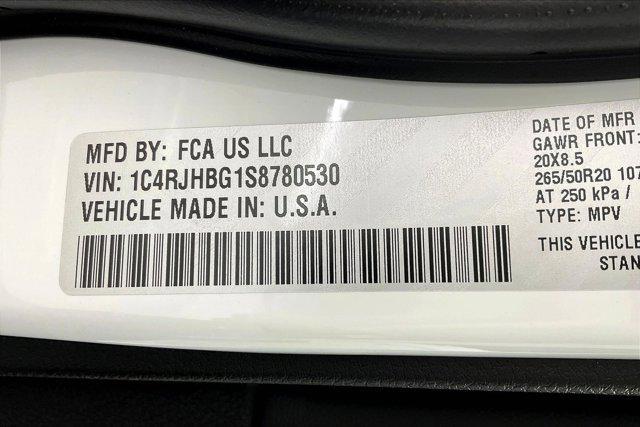 MFD BY: FCA US LLC
VIN: 1C4RJHBG1S8780530
VEHICLE MADE IN: U.S.A.
DATE OF MFR
GAWR FRONT:
20X8.5
265/50R20 107
AT 250 kPa /
TYPE: MPV
THIS VEHICLE
STAN